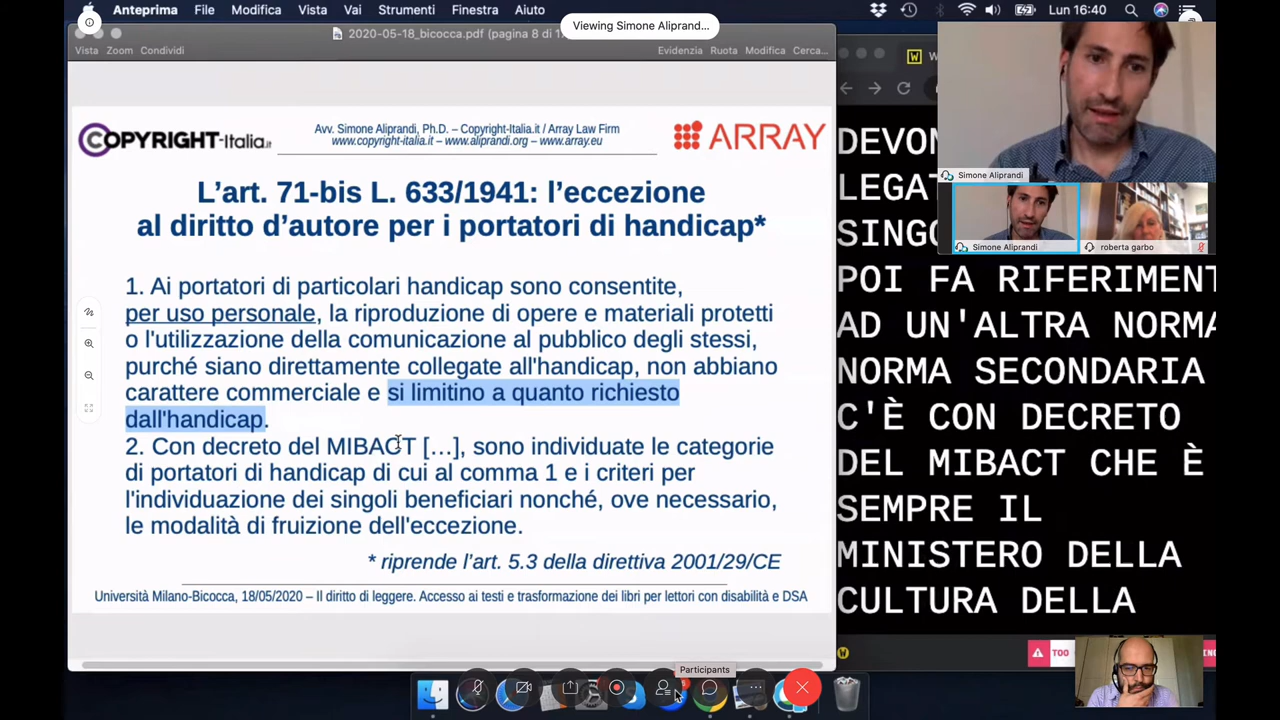 Anteprima File Modifica Vista Vai Strumenti Finestra Aiuto
Lun 16:40
Viewing Simone Aliprand...
2020-05-18_bicocca.pdf (pagina 8 di 1
Vista Zoom Condividi
Evidenzia Ruota Modifica Cerca...
COPYRIGHT-Italia.it
Avv. Simone Aliprandi, Ph.D. – Copyright-Italia.it / Array Law Firm
www.copyright-italia.it – www.aliprandi.org – www.array.eu
ARRAY
L'art. 71-bis L. 633/1941: l'eccezione
al diritto d'autore per i portatori di handicap*
1. Ai portatori di particolari handicap sono consentite,
per uso personale, la riproduzione di opere e materiali protetti
o l'utilizzazione della comunicazione al pubblico degli stessi,
purché siano direttamente collegate all'handicap, non abbiano
carattere commerciale e si limitino a quanto richiesto
dall'handicap.
2. Con decreto del MIBACT […], sono individuate le categorie
di portatori di handicap di cui al comma 1 e i criteri per
l'individuazione dei singoli beneficiari nonché, ove necessario,
le modalità di fruizione dell'eccezione.
* riprende l'art. 5.3 della direttiva 2001/29/CE
Università Milano-Bicocca, 18/05/2020 – Il diritto di leggere. Accesso ai testi e trasformazione dei libri per lettori con disabilità e DSA
W
Simone Aliprandi
Simone Aliprandi
roberta garbo
DEVON
LEGAT
SINGO
POI FA RIFERIMENT
AD UN'ALTRA NORMA
NORMA SECONDARIA
C'È CON DECRETO
DEL MIBACT CHE È
SEMPRE IL
MINISTERO DELLA
CULTURA DELLA
TOO
Participants